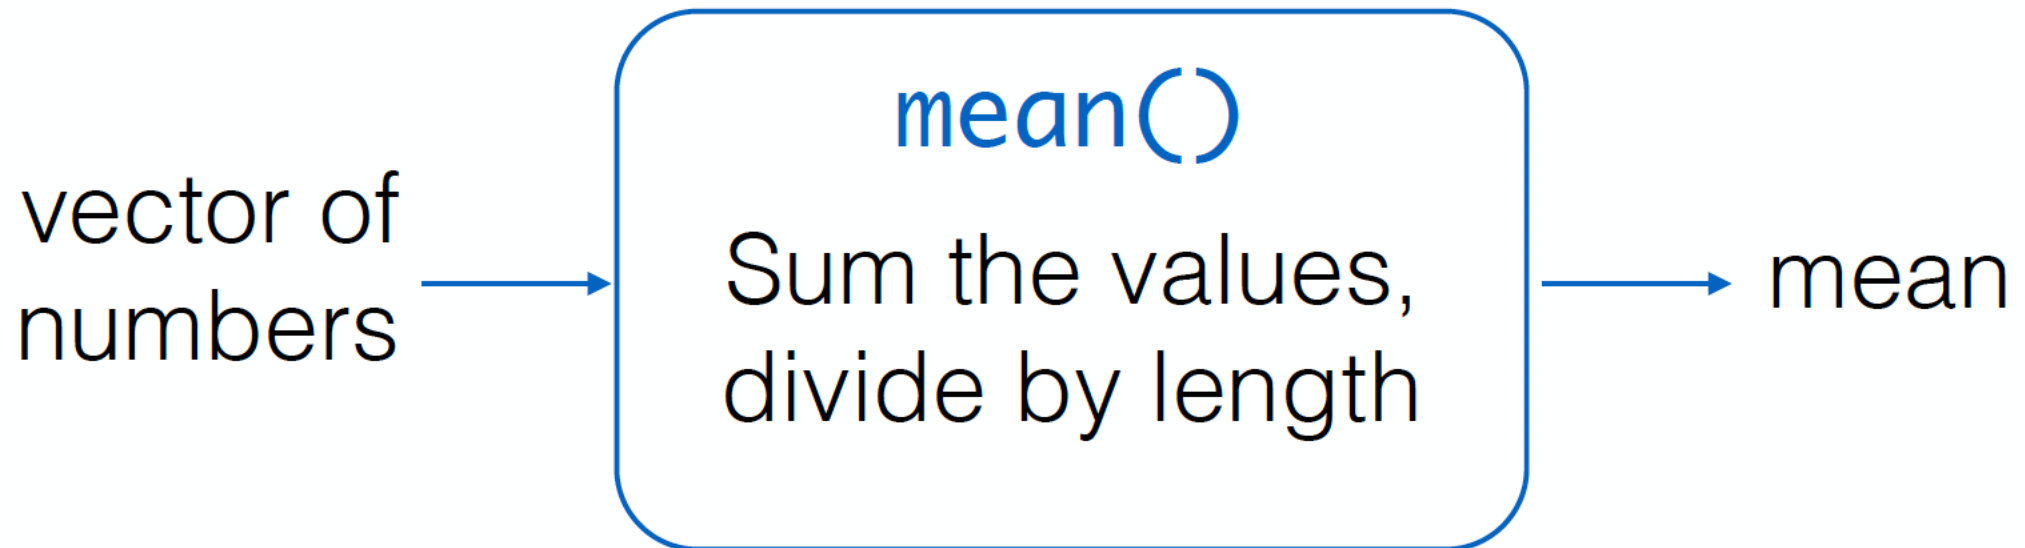 vector of
numbers
mean()
Sum the values,
divide by length
mean